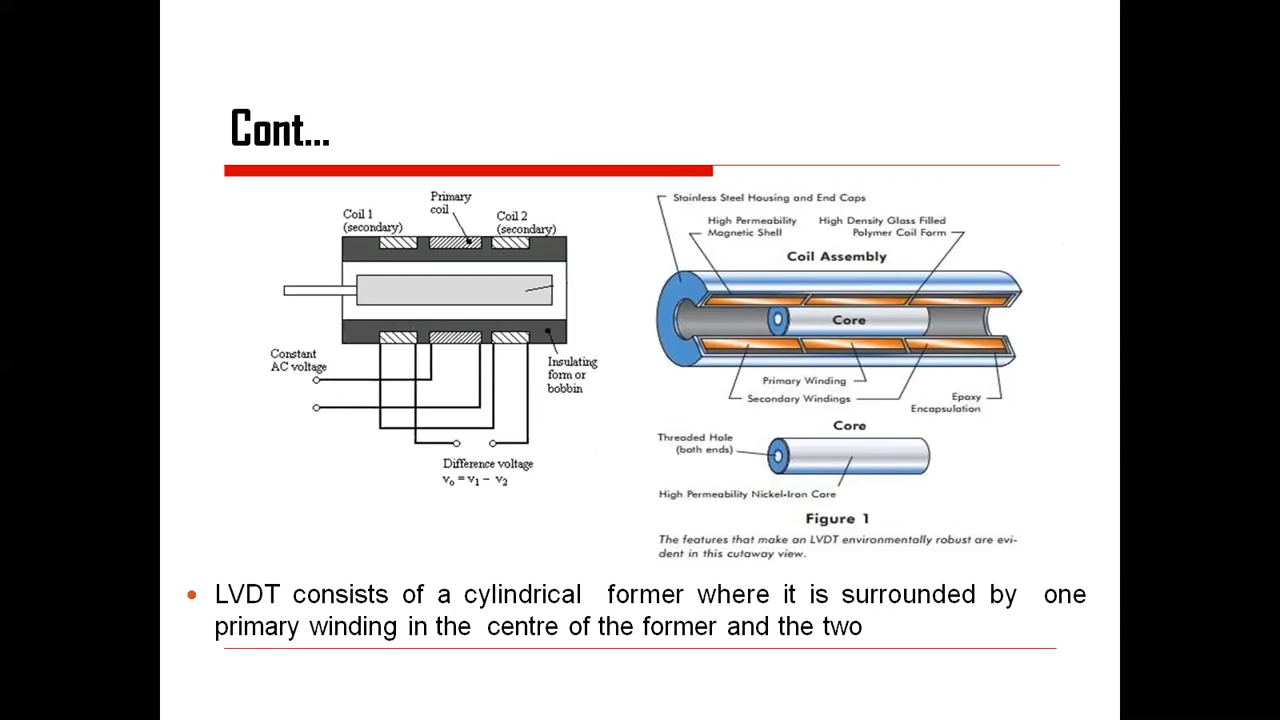 Cont...
Primary
coil
Coil 1
(secondary)
Coil 2
(secondary)
Constant
AC voltage
Insulating
form or
bobbin
Difference voltage
vo = v1 − v2
Stainless Steel Housing and End Caps
High Permeability
Magnetic Shell
High Density Glass Filled
Polymer Coil Form
Coil Assembly
Core
Primary Winding
Secondary Windings
Epoxy
Encapsulation
Core
Threaded Hole
(both ends)
High Permeability Nickel-Iron Core
Figure 1
The features that make an LVDT environmentally robust are evi-
dent in this cutaway view.
• LVDT consists of a cylindrical former where it is surrounded by one
primary winding in the centre of the former and the two